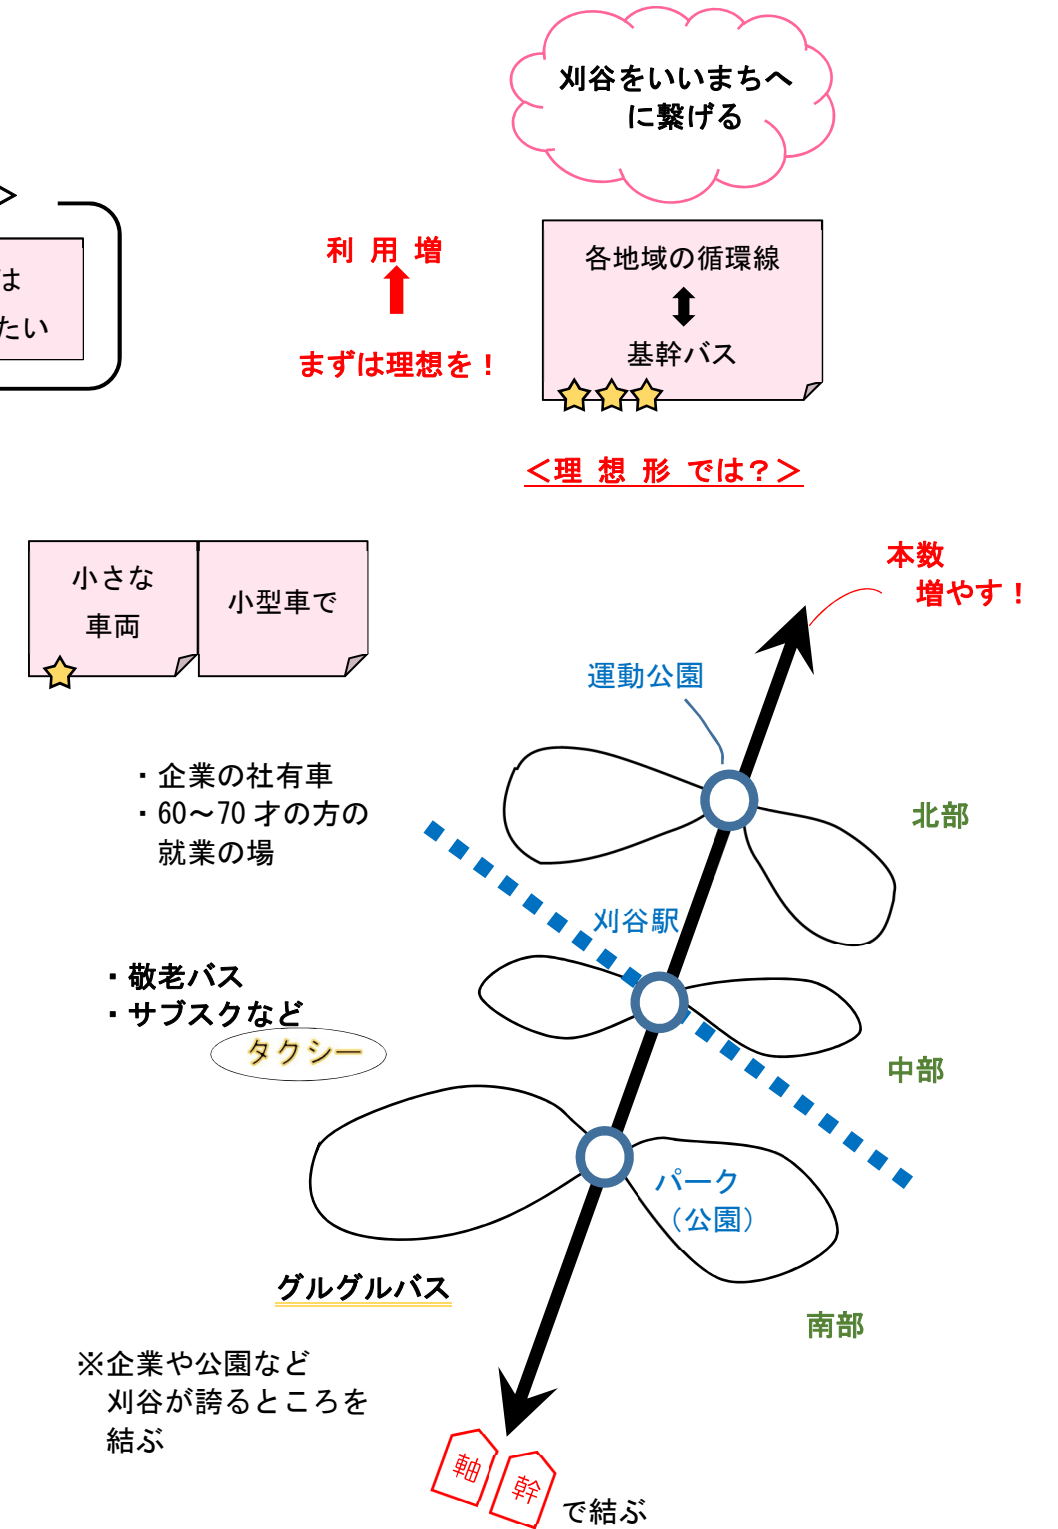 刈谷をいいまちへ
に繋げる
＞
は
たい
利 用 増
まずは理想を！
各地域の循環線
基幹バス
＜理 想 形 では？＞
小さな
車両
小型車で
本数
増やす！
運動公園
・企業の社有車
・60～70才の方の
就業の場
北部
刈谷駅
・敬老バス
・サブスクなど
タクシー
中部
パーク
（公園）
グルグルバス
南部
※企業や公園など
刈谷が誇るところを
結ぶ
軸 幹 で結ぶ